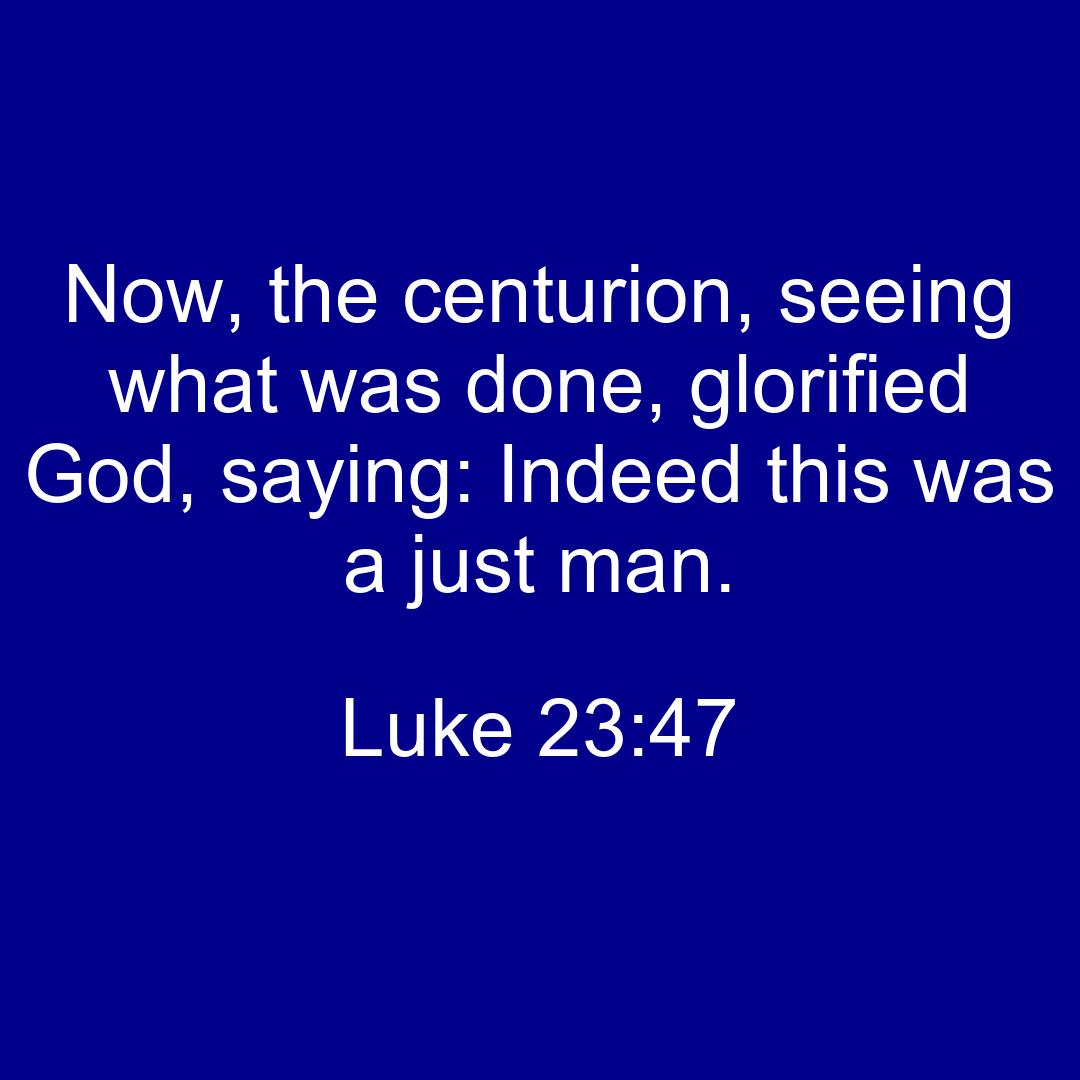 Now, the centurion, seeing
what was done, glorified
God, saying: Indeed this was
a just man.
Luke 23:47